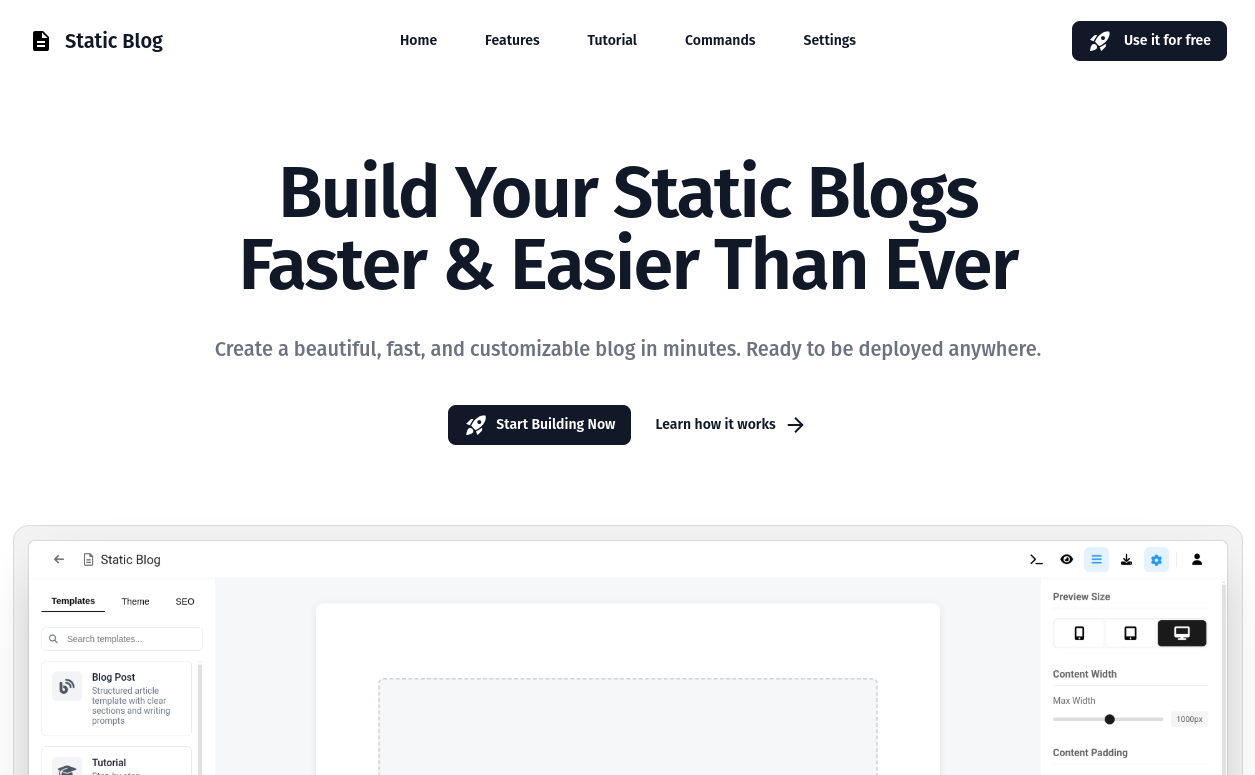 Static Blog
Home
Features
Tutorial
Commands
Settings
Use it for free
Build Your Static Blogs
Faster & Easier Than Ever
Create a beautiful, fast, and customizable blog in minutes. Ready to be deployed anywhere.
Start Building Now
Learn how it works
Static Blog
Templates
Theme
SEO
Search templates...
Blog Post
Structured article
template with clear
sections and writing
prompts
Tutorial
Preview Size
Content Width
Max Width
1000px
Content Padding